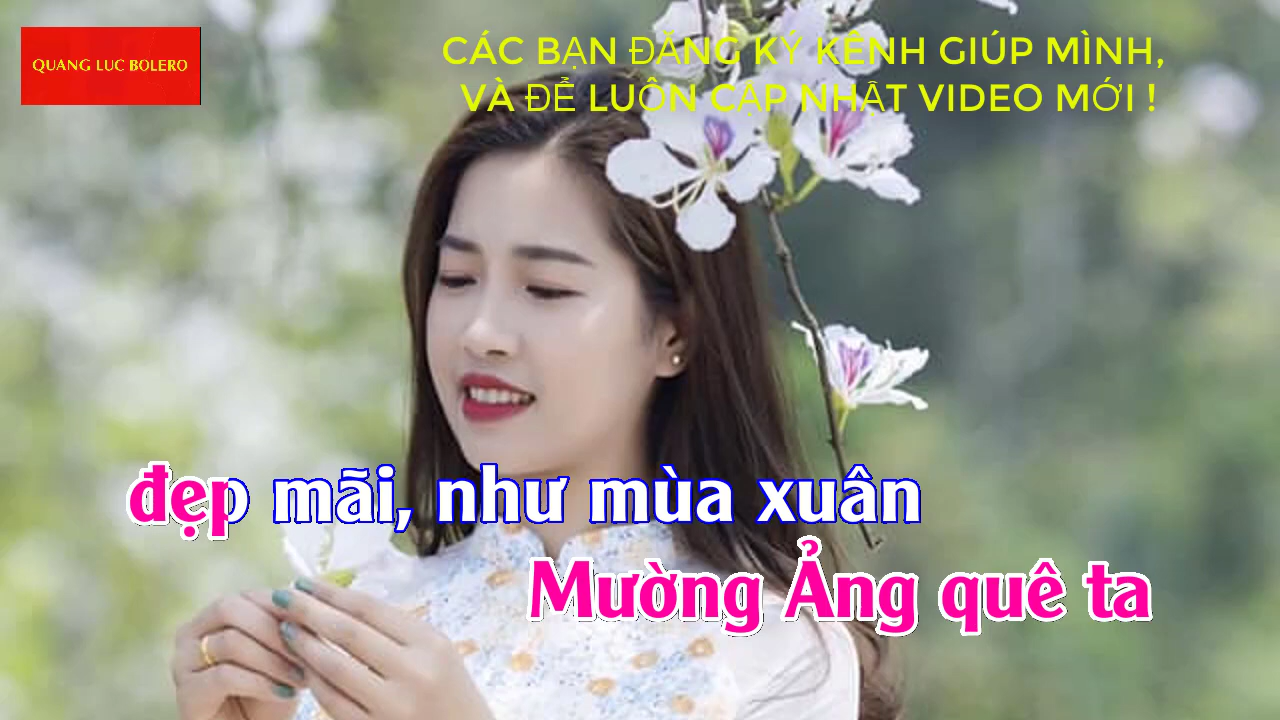 QUANG LUC BOLERO
CÁC BẠN ĐĂNG KÝ KÊNH GIÚP MÌNH,
VÀ ĐỂ LUÔN CẬP NHẬT VIDEO MỚI !
đẹp mãi, như mùa xuân
Mường Ảng quê ta